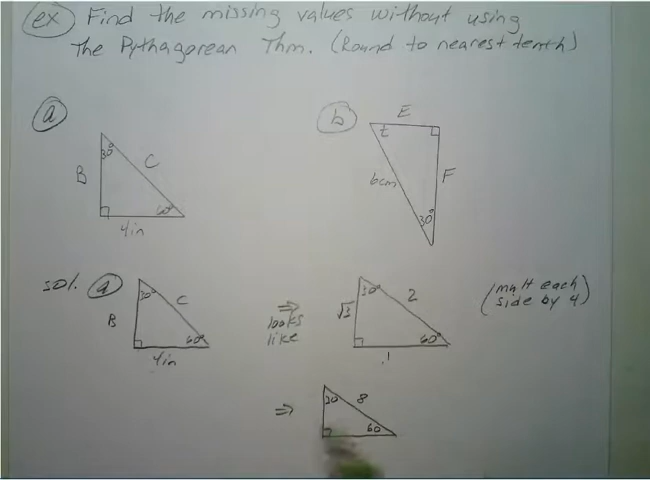 ex Find the missing values without using
The Pythagorean Thm. (Round to nearest tenth)
a
30°
B
C
60°
4in
b
E
t
6cm
F
30°
sol. a
30°
B
C
60°
4in
⇒
looks
like
30°
√3
2
60°
1
(mult each
side by 4)
⇒
30
8
60